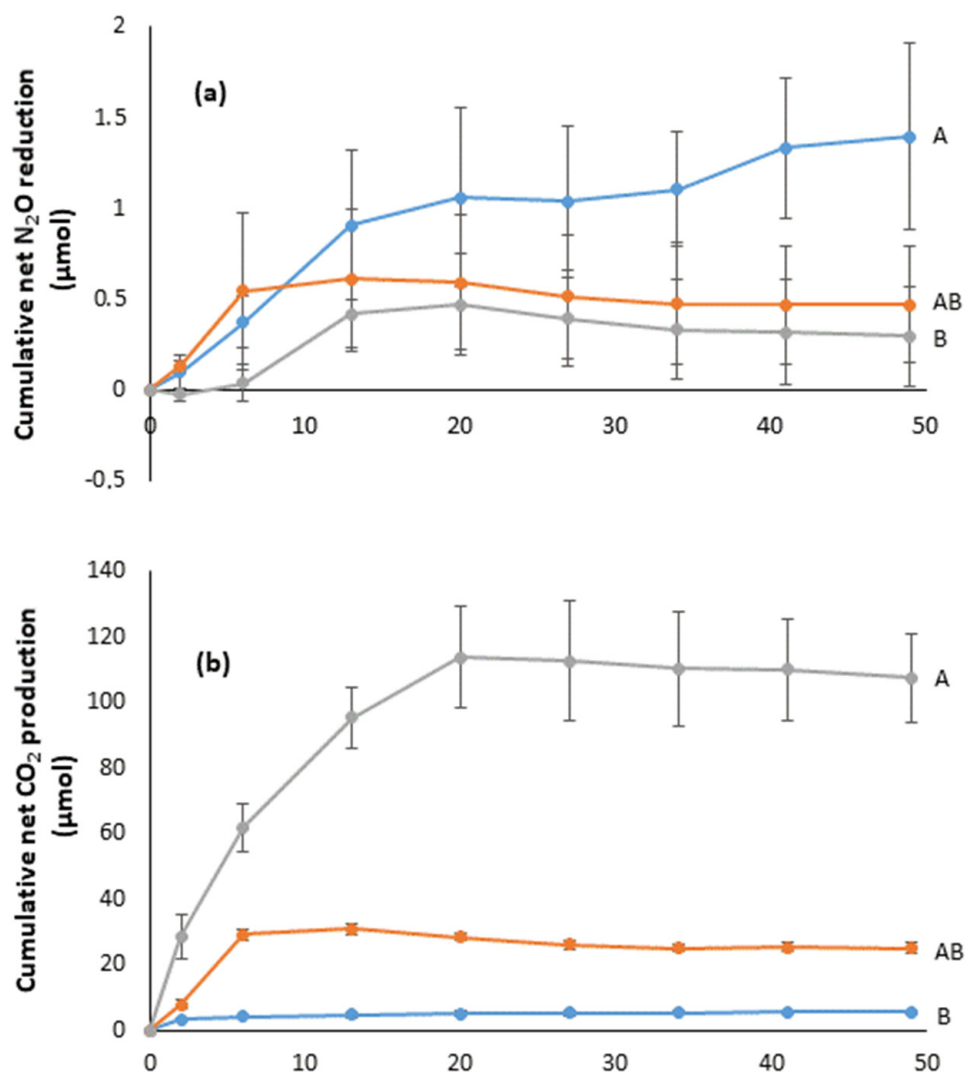 2
1.5
1
0.5
0
-0.5
Cumulative net N₂O reduction
(µmol)
(a)
A
AB
B
0 10 20 30 40 50
140
120
100
80
60
40
20
0
Cumulative net CO₂ production
(µmol)
(b)
A
AB
B
0 10 20 30 40 50